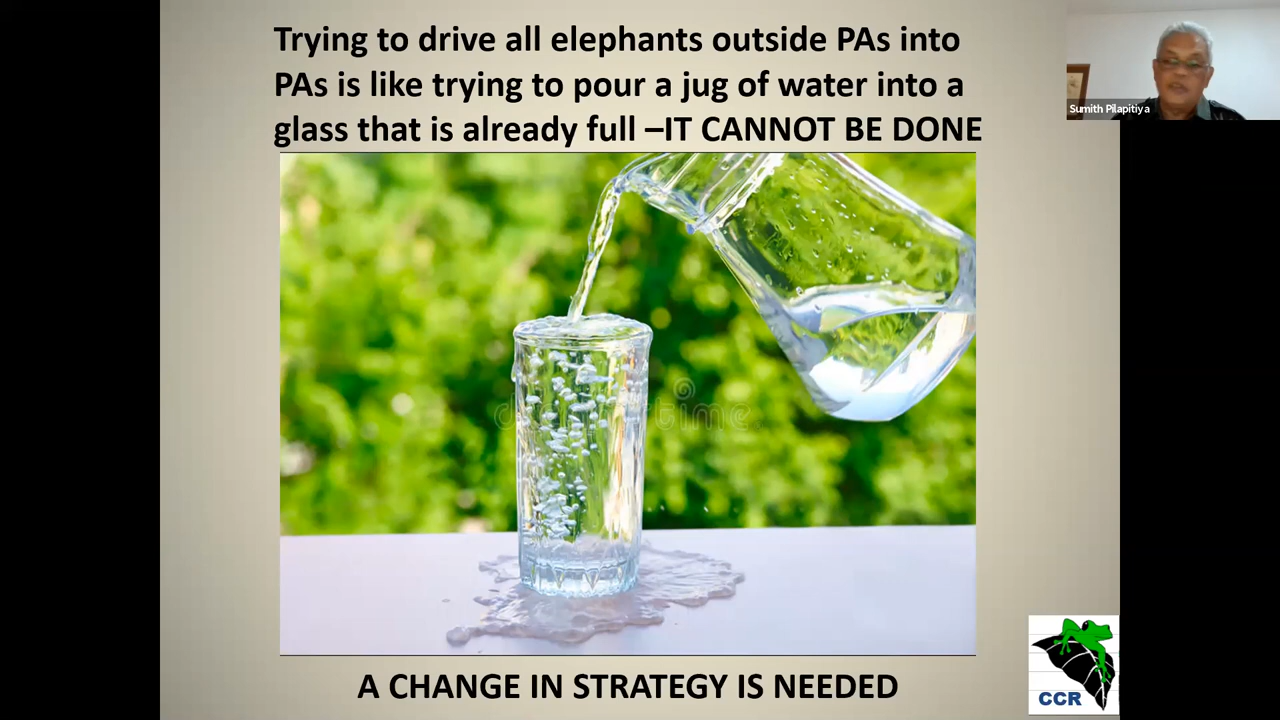 Trying to drive all elephants outside PAs into
PAs is like trying to pour a jug of water into a
glass that is already full –IT CANNOT BE DONE
Sumith Pilapitiya
A CHANGE IN STRATEGY IS NEEDED
CCR